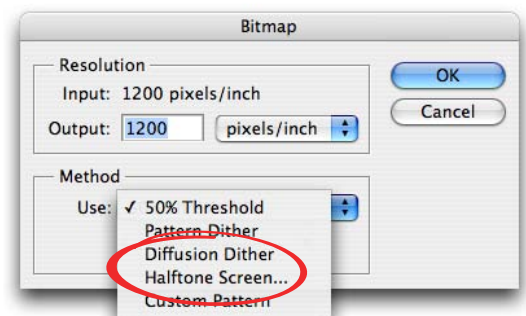 Bitmap
Resolution
Input: 1200 pixels/inch
Output: 1200 pixels/inch
OK
Cancel
Method
Use: ✓ 50% Threshold
Pattern Dither
Diffusion Dither
Halftone Screen...
Custom Pattern